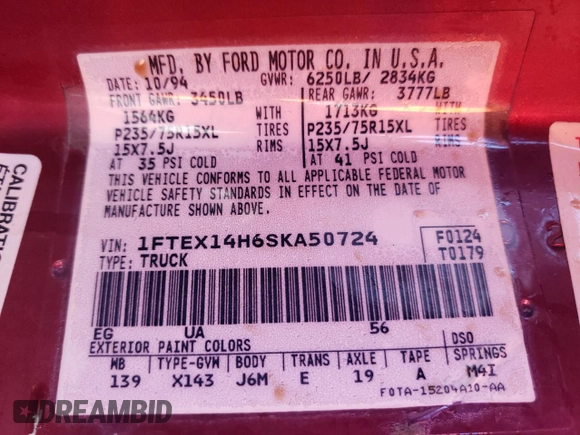 MFD. BY FORD MOTOR CO. IN U.S.A.
DATE: 10/94 GVWR: 6250LB/ 2834KG
FRONT GAWR: 3450LB REAR GAWR: 3777LB
1564KG WITH 1713KG WITH
P235/75R15XL TIRES P235/75R15XL TIRES
15X7.5J RIMS 15X7.5J RIMS
AT 35 PSI COLD AT 41 PSI COLD
THIS VEHICLE CONFORMS TO ALL APPLICABLE FEDERAL MOTOR
VEHICLE SAFETY STANDARDS IN EFFECT ON THE DATE OF
MANUFACTURE SHOWN ABOVE.
VIN: 1FTEX14H6SKA50724 F0124
TYPE: TRUCK T0179
EG UA 56
EXTERIOR PAINT COLORS DSO
WB TYPE-GVM BODY TRANS AXLE TAPE SPRINGS
139 X143 J6M E 19 A M4I
F0TA-15204A10-AA
DREAMBID